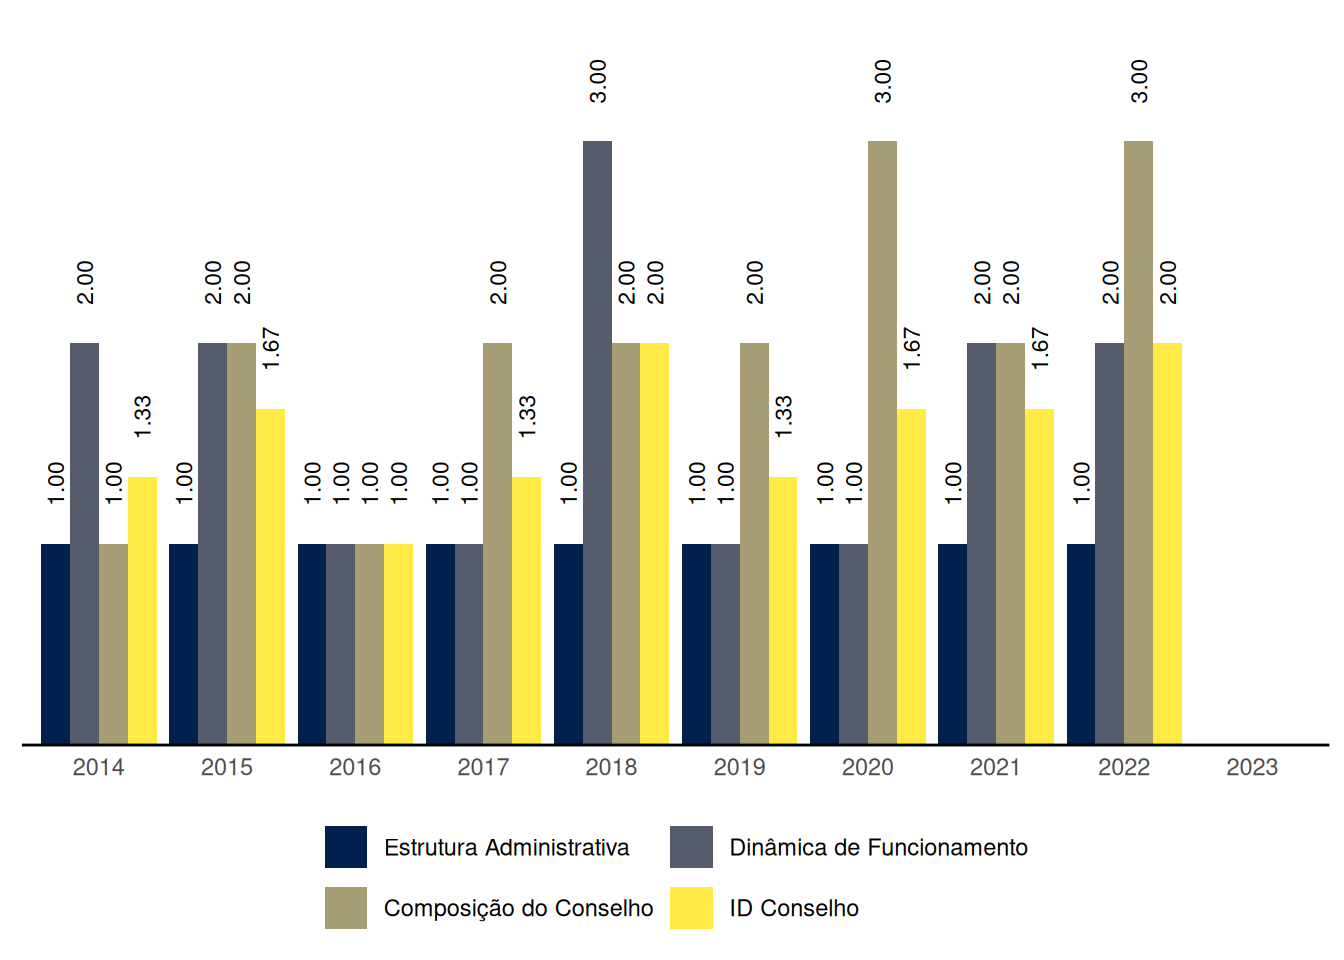 3.00 3.00 3.00
2.00 2.00 2.00 2.00 2.00 2.00 2.00 2.00 2.00 2.00 2.00
1.67 1.67 1.67
1.33 1.33 1.33
1.00 1.00 1.00 1.00 1.00 1.00 1.00 1.00 1.00 1.00 1.00 1.00 1.00 1.00 1.00 1.00
2014 2015 2016 2017 2018 2019 2020 2021 2022 2023
Estrutura Administrativa Dinâmica de Funcionamento
Composição do Conselho ID Conselho